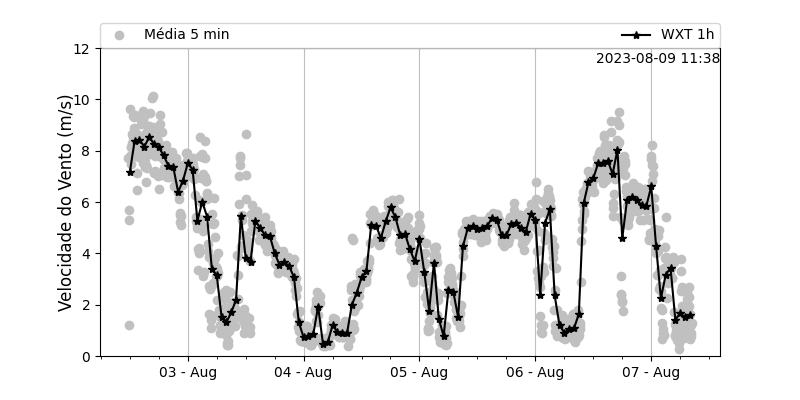 Média 5 min
WXT 1h
2023-08-09 11:38
Velocidade do Vento (m/s)
12
10
8
6
4
2
0
03 - Aug
04 - Aug
05 - Aug
06 - Aug
07 - Aug